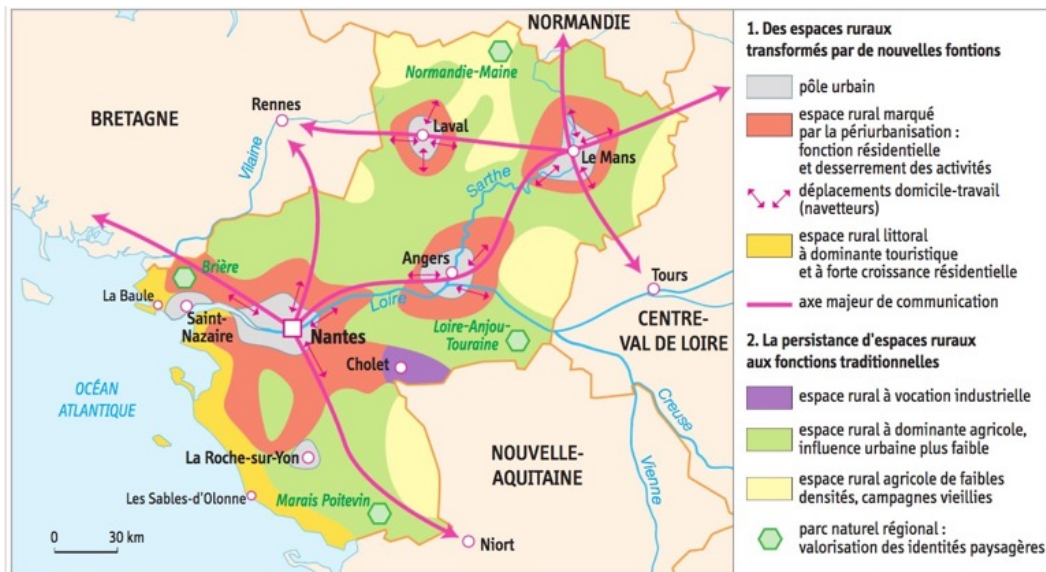 NORMANDIE
Normandie-Maine
BRETAGNE
Rennes
Laval
Le Mans
Vilaine
Sarthe
Angers
Tours
Brière
La Baule
Saint-
Nazaire
Loire
Nantes
Loire-Anjou-
Touraine
CENTRE-
VAL DE LOIRE
Cholet
OCÉAN
ATLANTIQUE
Creuse
La Roche-sur-Yon
NOUVELLE-
AQUITAINE
Vienne
Les Sables-d'Olonne
Marais Poitevin
Niort
0 30 km
1. Des espaces ruraux
transformés par de nouvelles fontions
pôle urbain
espace rural marqué
par la périurbanisation :
fonction résidentielle
et desserrement des activités
déplacements domicile-travail
(navetteurs)
espace rural littoral
à dominante touristique
et à forte croissance résidentielle
axe majeur de communication
2. La persistance d'espaces ruraux
aux fonctions traditionnelles
espace rural à vocation industrielle
espace rural à dominante agricole,
influence urbaine plus faible
espace rural agricole de faibles
densités, campagnes vieillies
parc naturel régional :
valorisation des identités paysagères